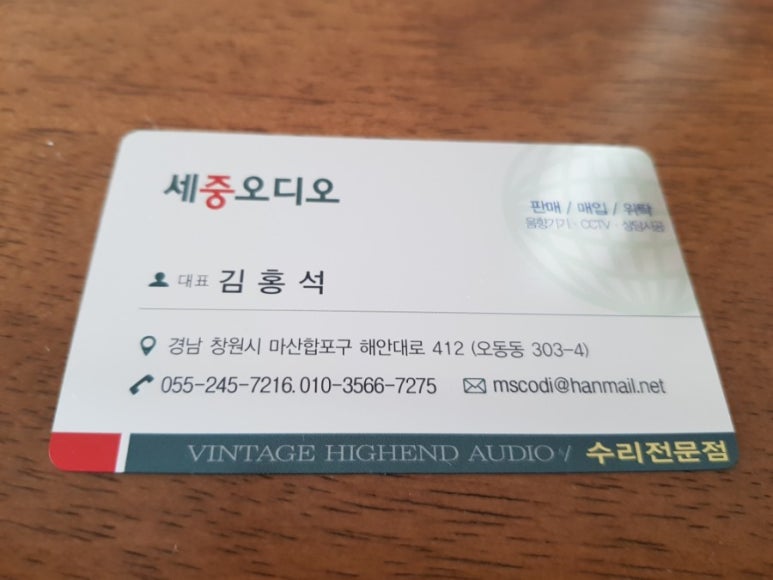 세중오디오
판매 / 매입 / 위탁
음향기기 · CCTV · 상담시공
대표 김홍석
경남 창원시 마산합포구 해안대로 412 (오동동 303-4)
055-245-7216. 010-3566-7275 mscodi@hanmail.net
VINTAGE HIGHEND AUDIO / 수리전문점